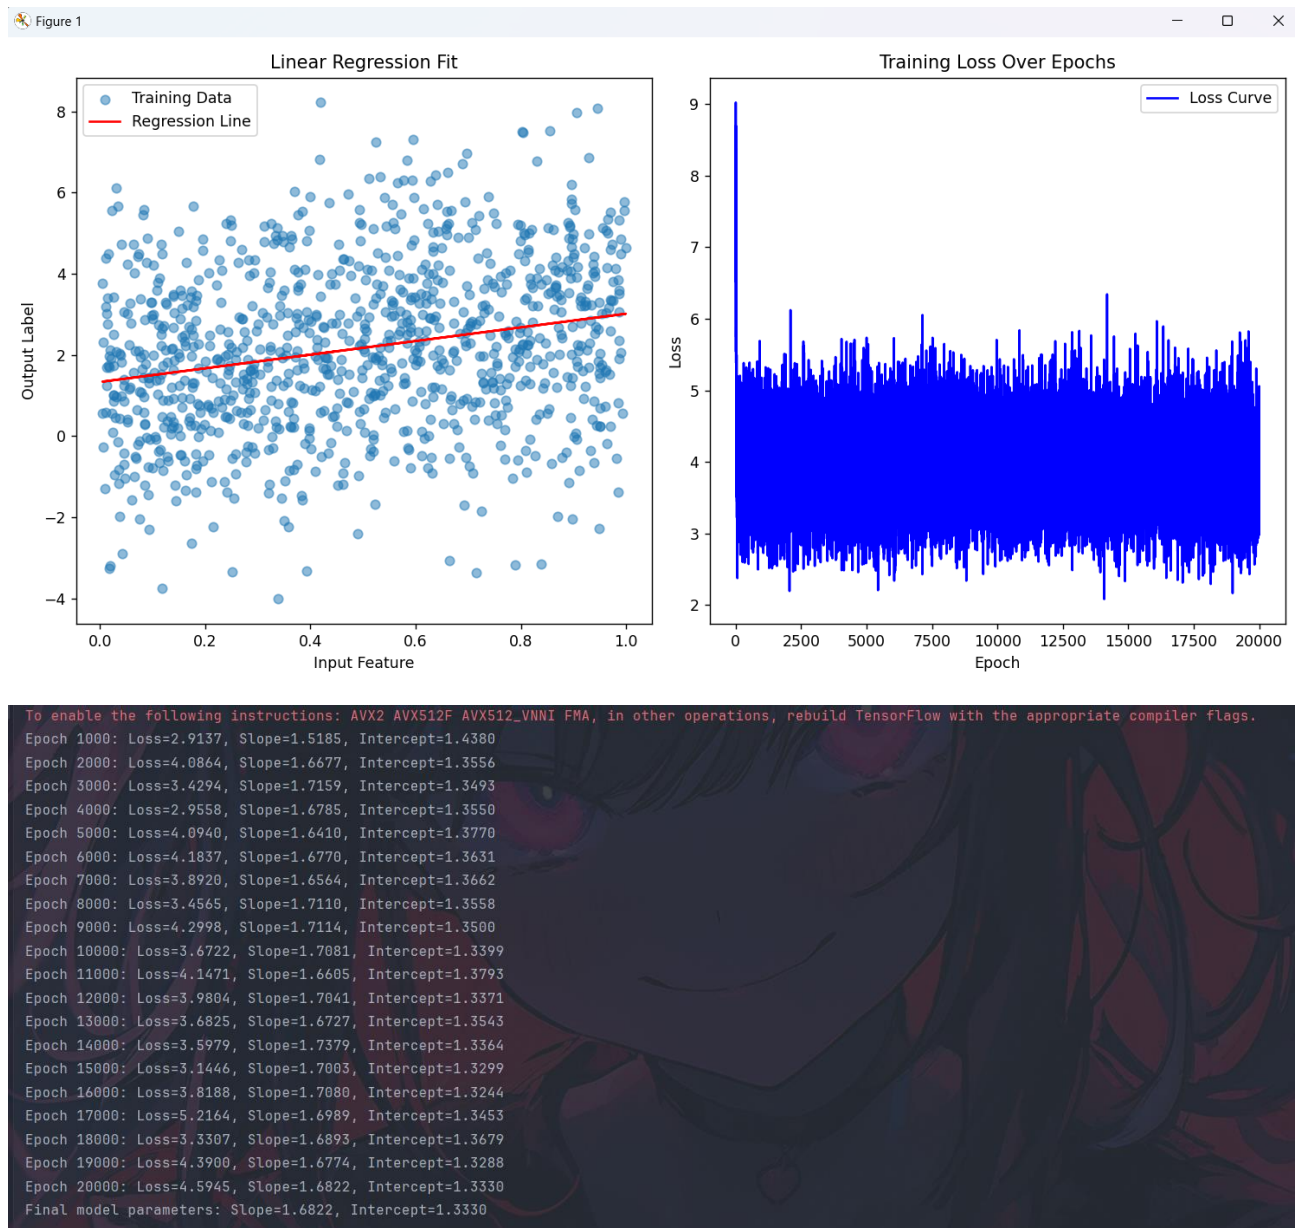 Figure 1
Linear Regression Fit
Training Data
Regression Line
8
6
4
2
0
−2
−4
Output Label
0.0 0.2 0.4 0.6 0.8 1.0
Input Feature
Training Loss Over Epochs
Loss Curve
9
8
7
6
5
4
3
2
Loss
0 2500 5000 7500 10000 12500 15000 17500 20000
Epoch
To enable the following instructions: AVX2 AVX512F AVX512_VNNI FMA, in other operations, rebuild TensorFlow with the appropriate compiler flags.
Epoch 1000: Loss=2.9137, Slope=1.5185, Intercept=1.4380
Epoch 2000: Loss=4.0864, Slope=1.6677, Intercept=1.3556
Epoch 3000: Loss=3.4294, Slope=1.7159, Intercept=1.3493
Epoch 4000: Loss=2.9558, Slope=1.6785, Intercept=1.3550
Epoch 5000: Loss=4.0940, Slope=1.6410, Intercept=1.3770
Epoch 6000: Loss=4.1837, Slope=1.6770, Intercept=1.3631
Epoch 7000: Loss=3.8920, Slope=1.6564, Intercept=1.3662
Epoch 8000: Loss=3.4565, Slope=1.7110, Intercept=1.3558
Epoch 9000: Loss=4.2998, Slope=1.7114, Intercept=1.3500
Epoch 10000: Loss=3.6722, Slope=1.7081, Intercept=1.3399
Epoch 11000: Loss=4.1471, Slope=1.6605, Intercept=1.3793
Epoch 12000: Loss=3.9804, Slope=1.7041, Intercept=1.3371
Epoch 13000: Loss=3.6825, Slope=1.6727, Intercept=1.3543
Epoch 14000: Loss=3.5979, Slope=1.7379, Intercept=1.3364
Epoch 15000: Loss=3.1446, Slope=1.7003, Intercept=1.3299
Epoch 16000: Loss=3.8188, Slope=1.7080, Intercept=1.3244
Epoch 17000: Loss=5.2164, Slope=1.6989, Intercept=1.3453
Epoch 18000: Loss=3.3307, Slope=1.6893, Intercept=1.3679
Epoch 19000: Loss=4.3900, Slope=1.6774, Intercept=1.3288
Epoch 20000: Loss=4.5945, Slope=1.6822, Intercept=1.3330
Final model parameters: Slope=1.6822, Intercept=1.3330